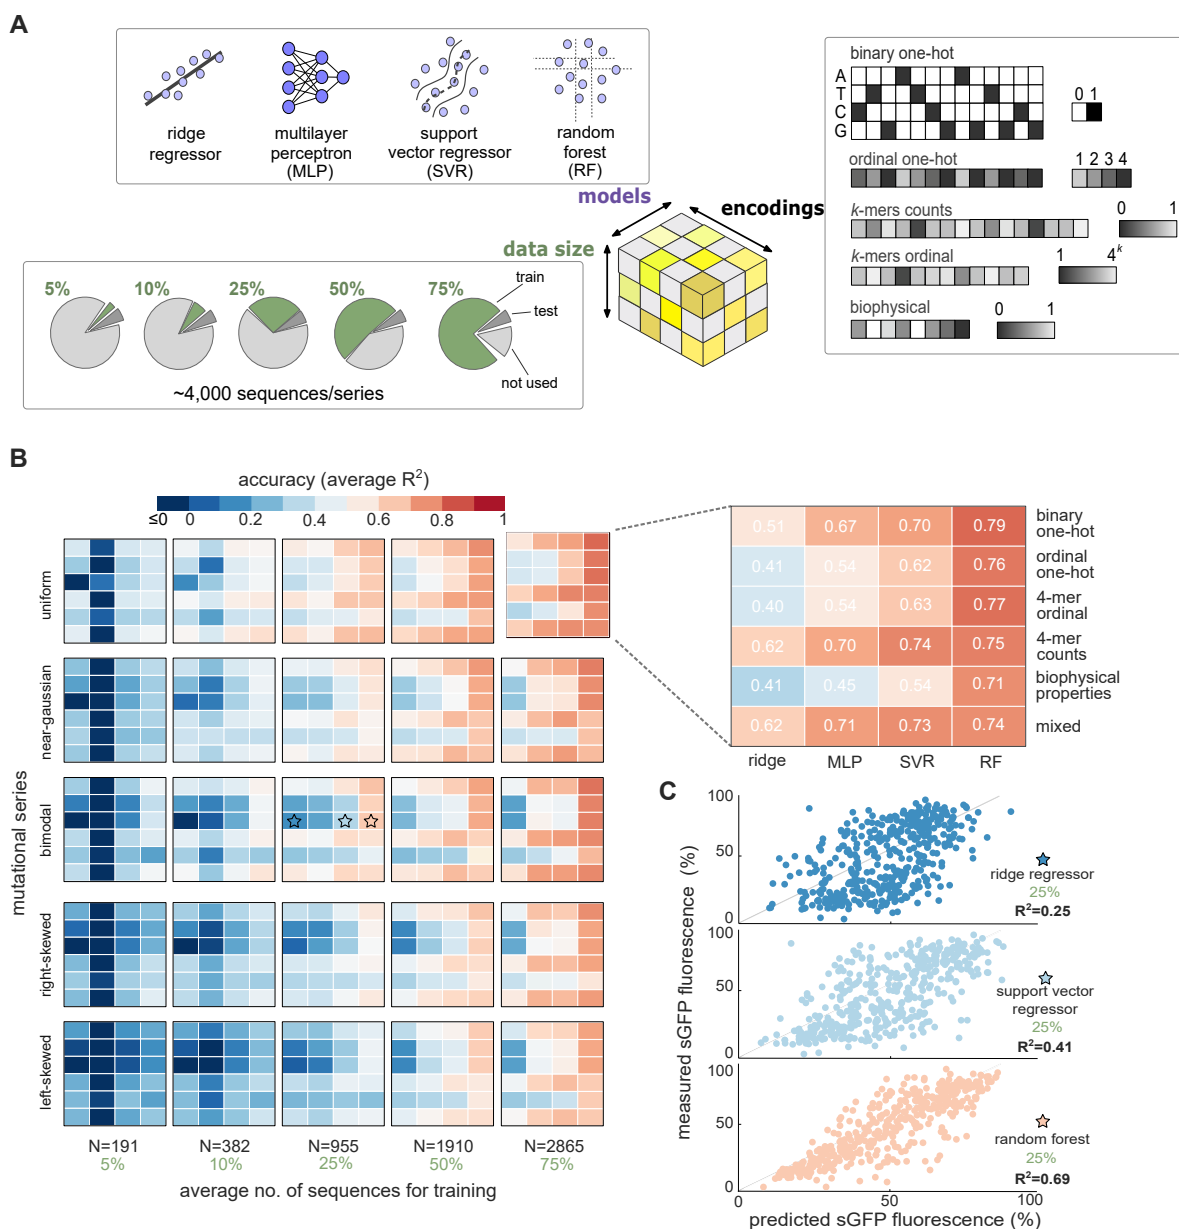 A
ridge
regressor
multilayer
perceptron
(MLP)
support
vector regressor
(SVR)
random
forest
(RF)
models
encodings
data size
5%
10%
25%
50%
75%
train
test
not used
~4,000 sequences/series
binary one-hot
A
T
C
G
0 1
ordinal one-hot
1 2 3 4
k-mers counts
0 1
k-mers ordinal
1 4^k
biophysical
0 1
B
accuracy (average R²)
≤0 0 0.2 0.4 0.6 0.8 1
mutational series
uniform
near-gaussian
bimodal
right-skewed
left-skewed
N=191 N=382 N=955 N=1910 N=2865
5% 10% 25% 50% 75%
average no. of sequences for training
0.51 0.67 0.70 0.79 binary one-hot
0.41 0.54 0.62 0.76 ordinal one-hot
0.40 0.54 0.63 0.77 4-mer ordinal
0.62 0.70 0.74 0.75 4-mer counts
0.41 0.45 0.54 0.71 biophysical properties
0.62 0.71 0.73 0.74 mixed
ridge MLP SVR RF
C
measured sGFP fluorescence (%)
100
50
0
ridge regressor
25%
R²=0.25
100
50
0
support vector
regressor
25%
R²=0.41
100
50
0
random forest
25%
R²=0.69
0 50 100
predicted sGFP fluorescence (%)